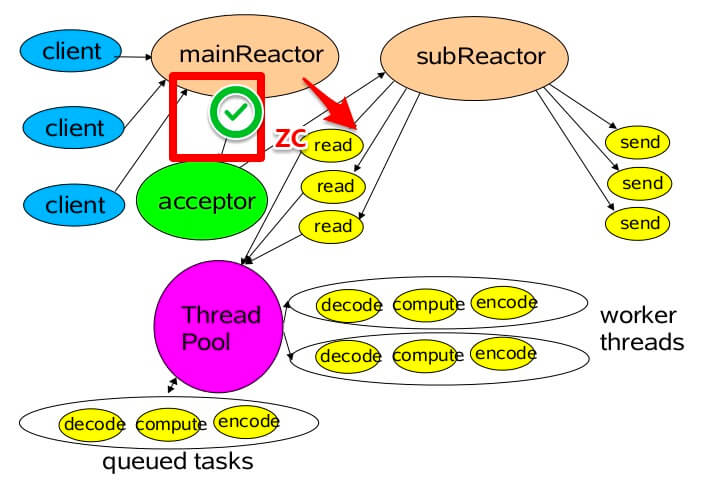 client
mainReactor
subReactor
client
ZC
read
send
client
acceptor
read
send
read
send
Thread
Pool
decode
compute
encode
decode
compute
encode
worker
threads
decode
compute
encode
queued tasks